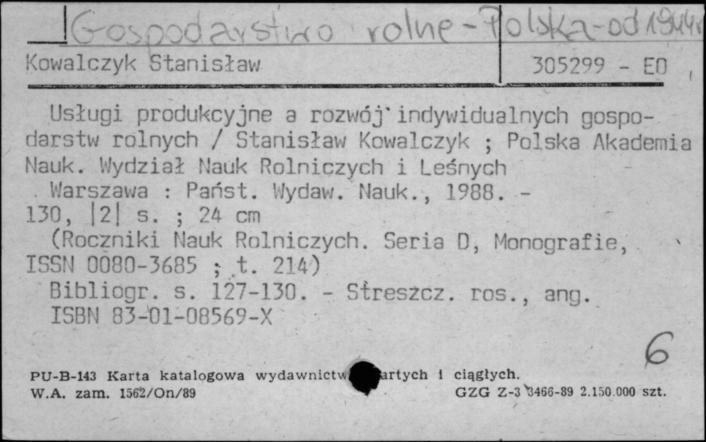 Gospodarstwo rolne - Polska - od 1944r
Kowalczyk Stanisław 305299 - EO
Usługi produkcyjne a rozwój indywidualnych gospo-
darstw rolnych / Stanisław Kowalczyk ; Polska Akademia
Nauk. Wydział Nauk Rolniczych i Leśnych
Warszawa : Państ. Wydaw. Nauk., 1988. -
130, |2| s. ; 24 cm
(Roczniki Nauk Rolniczych. Seria D, Monografie,
ISSN 0080-3685 ; t. 214)
Bibliogr. s. 127-130. - Streszcz. ros., ang.
ISBN 83-01-08569-X
6
PU-B-143 Karta katalogowa wydawnictw artych i ciągłych.
W.A. zam. 1562/On/89 GZG Z-3 3466-89 2.150.000 szt.